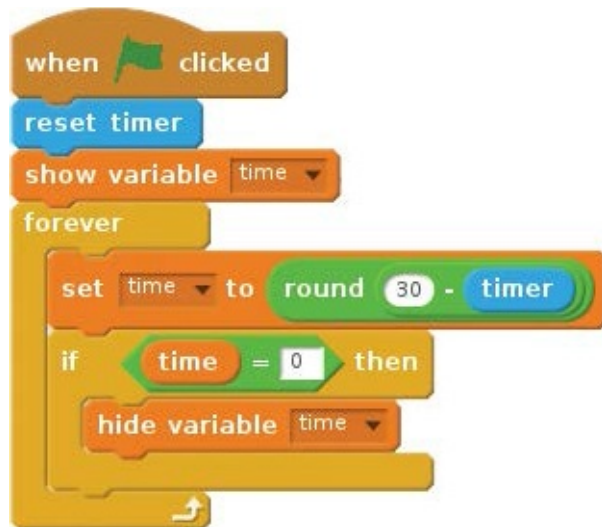 when clicked
reset timer
show variable time
forever
set time to round 30 - timer
if time = 0 then
hide variable time